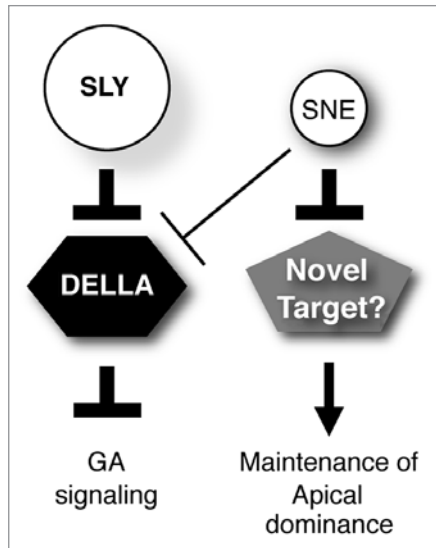 SLY
SNE
DELLA
Novel
Target?
GA
signaling
Maintenance of
Apical
dominance